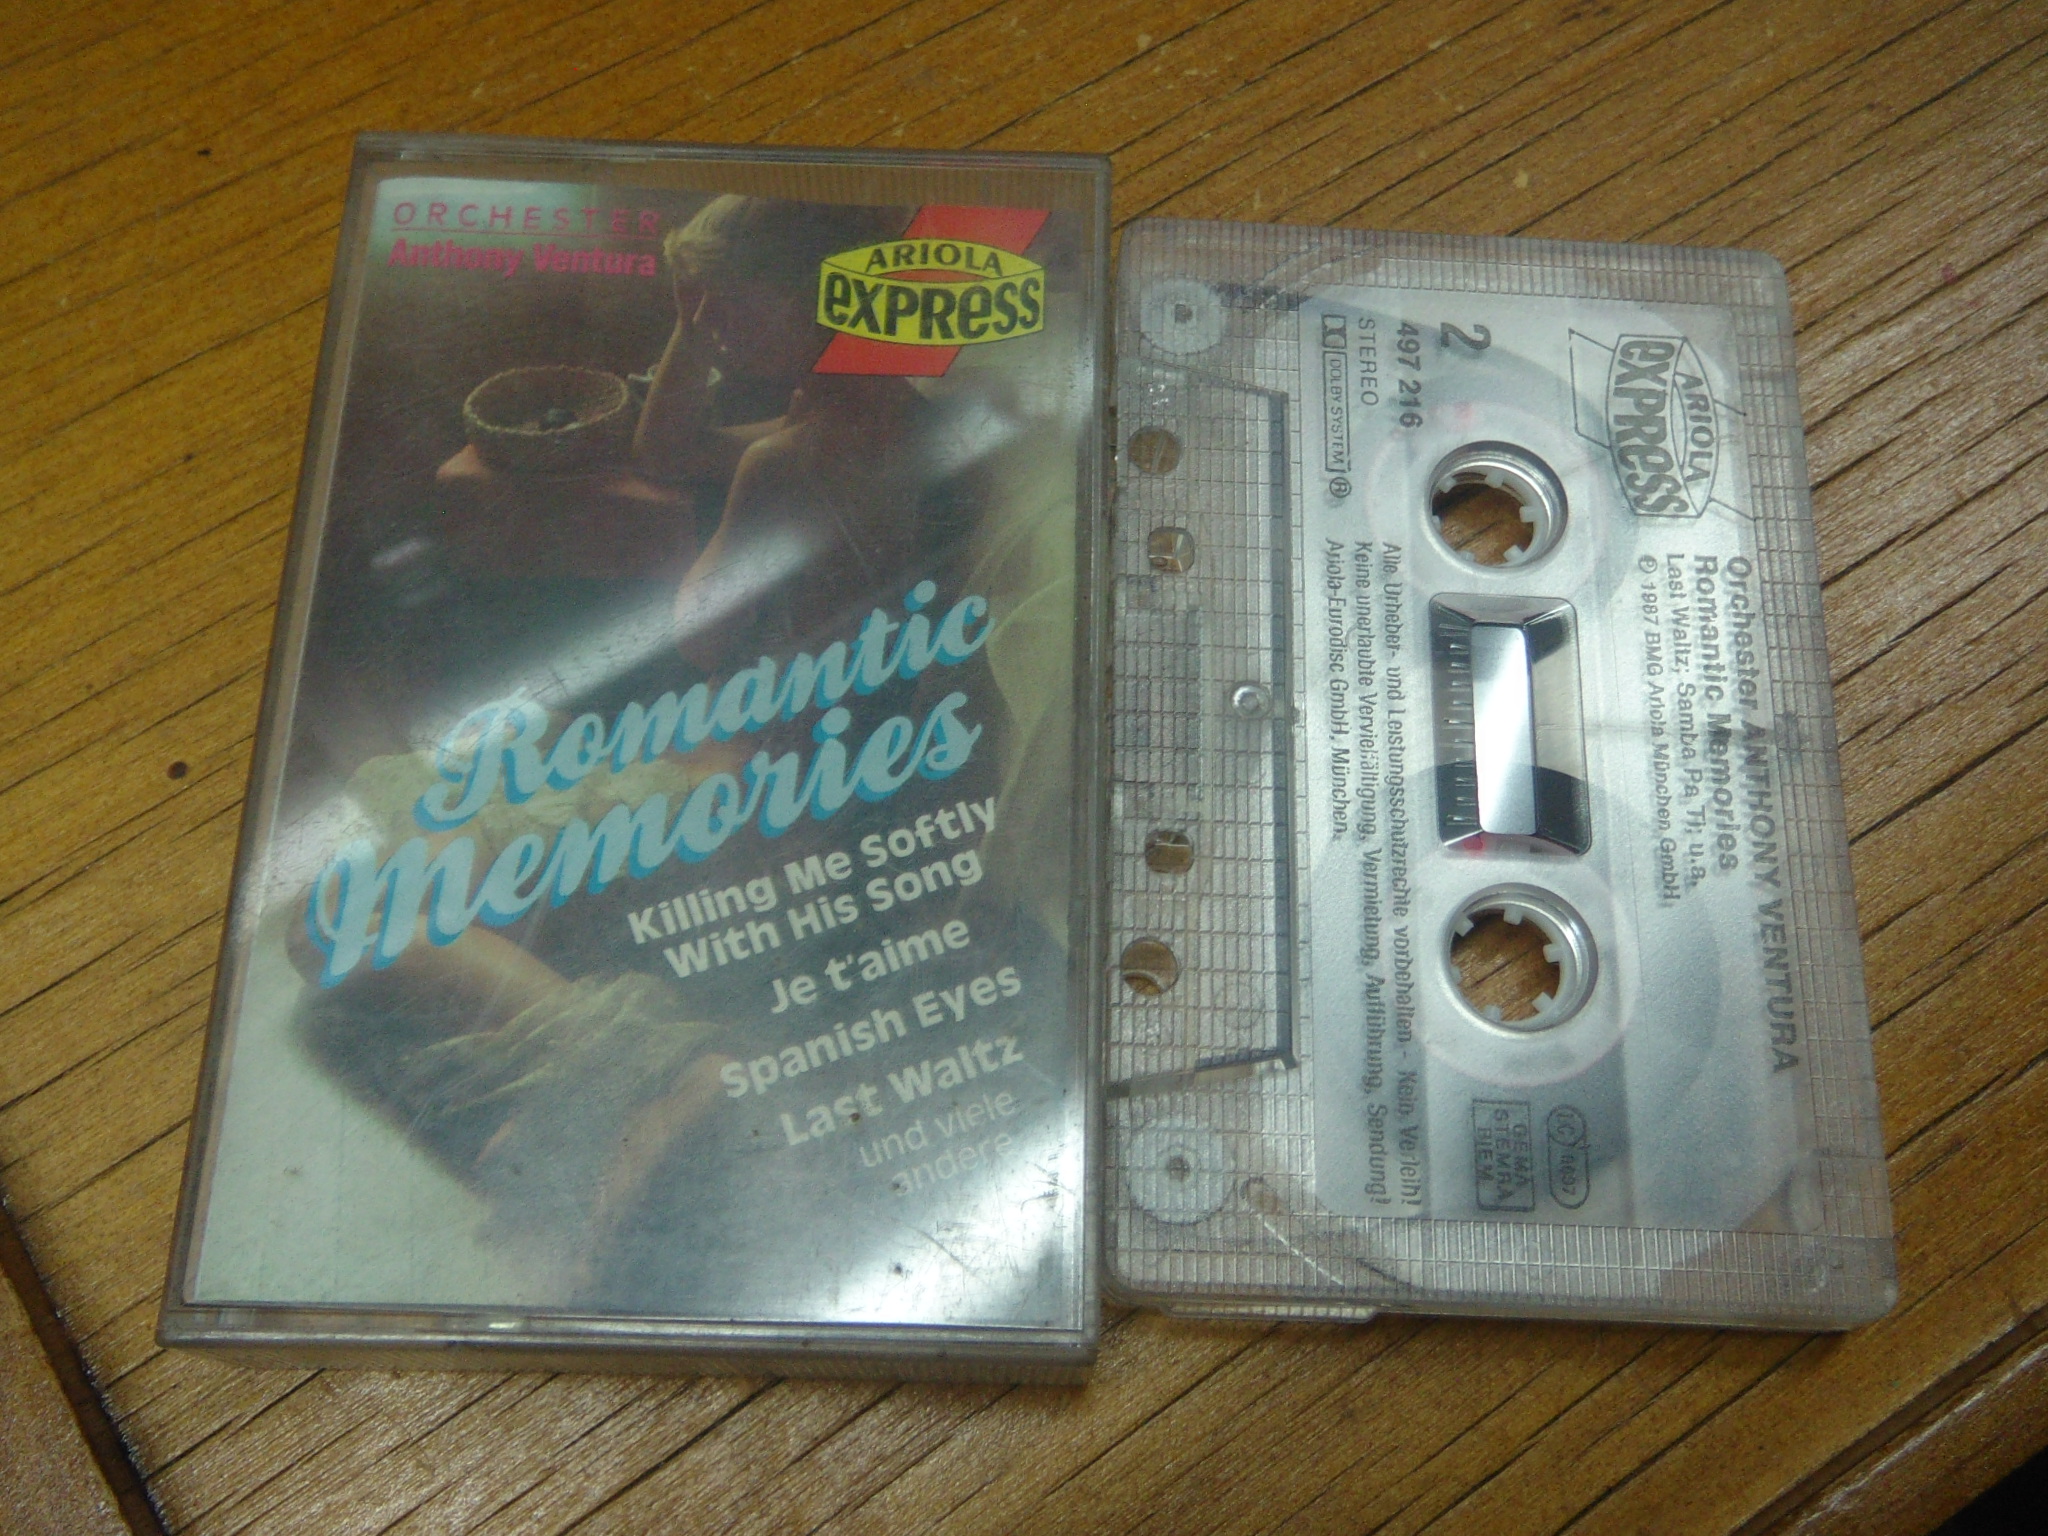 ORCHESTER
Anthony Ventura
ARIOLA
EXPRESS
Romantic
Memories
Killing Me Softly
With His Song
Je t'aime
Spanish Eyes
Last Waltz
und viele
andere
ARIOLA
EXPRESS
Orchester ANTHONY VENTURA
Romantic Memories
Last Waltz; Samba Pa Ti; u.a.
℗ 1987 BMG Ariola München GmbH
2
497 216
STEREO
DOLBY SYSTEM ®
LC
GEMA
STEMRA
BIEM
Alle Urheber- und Leistungsschutzrechte vorbehalten - Kein Verleih!
Keine unerlaubte Vervielfältigung, Vermietung, Aufführung, Sendung!
Ariola-Eurodisc GmbH, München.